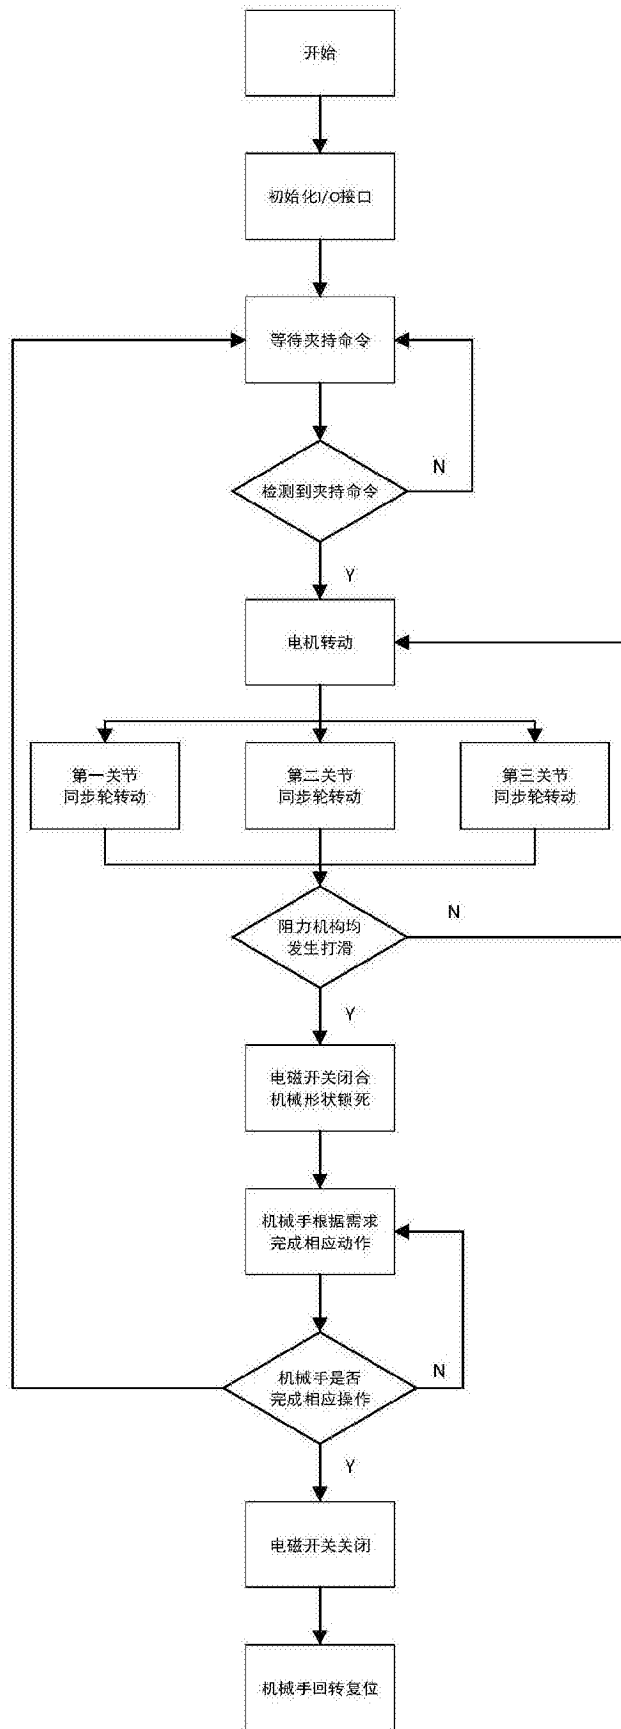 开始
初始化I/O接口
等待夹持命令
N
检测到夹持命令
Y
电机转动
第一关节
同步轮转动
第二关节
同步轮转动
第三关节
同步轮转动
N
阻力机构均
发生打滑
Y
电磁开关闭合
机械形状锁死
机械手根据需求
完成相应动作
N
机械手是否
完成相应操作
Y
电磁开关关闭
机械手回转复位